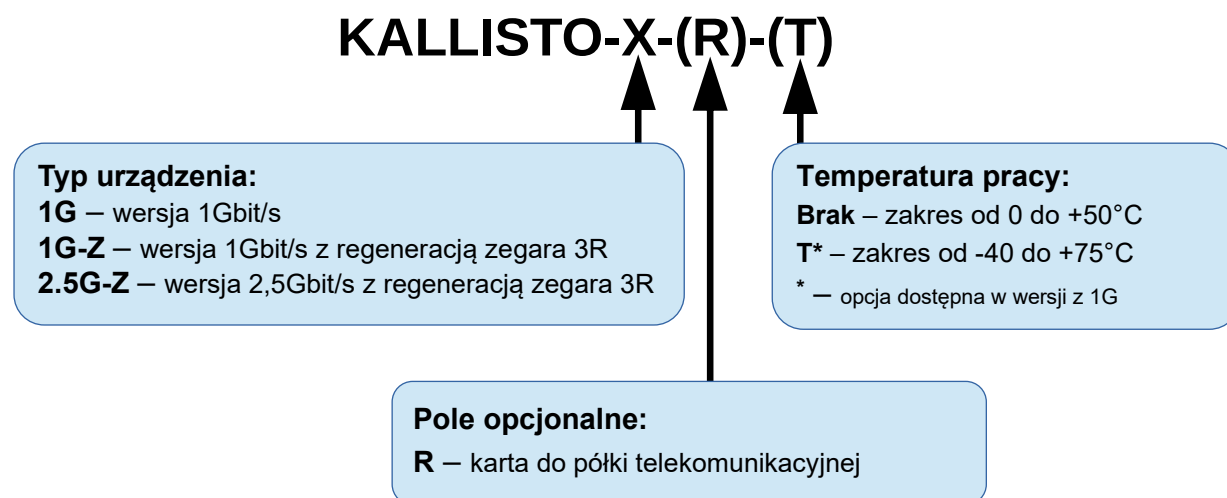 KALLISTO-X-(R)-(T)
Typ urządzenia:
1G – wersja 1Gbit/s
1G-Z – wersja 1Gbit/s z regeneracją zegara 3R
2.5G-Z – wersja 2,5Gbit/s z regeneracją zegara 3R
Temperatura pracy:
Brak – zakres od 0 do +50°C
T* – zakres od -40 do +75°C
* – opcja dostępna w wersji z 1G
Pole opcjonalne:
R – karta do półki telekomunikacyjnej